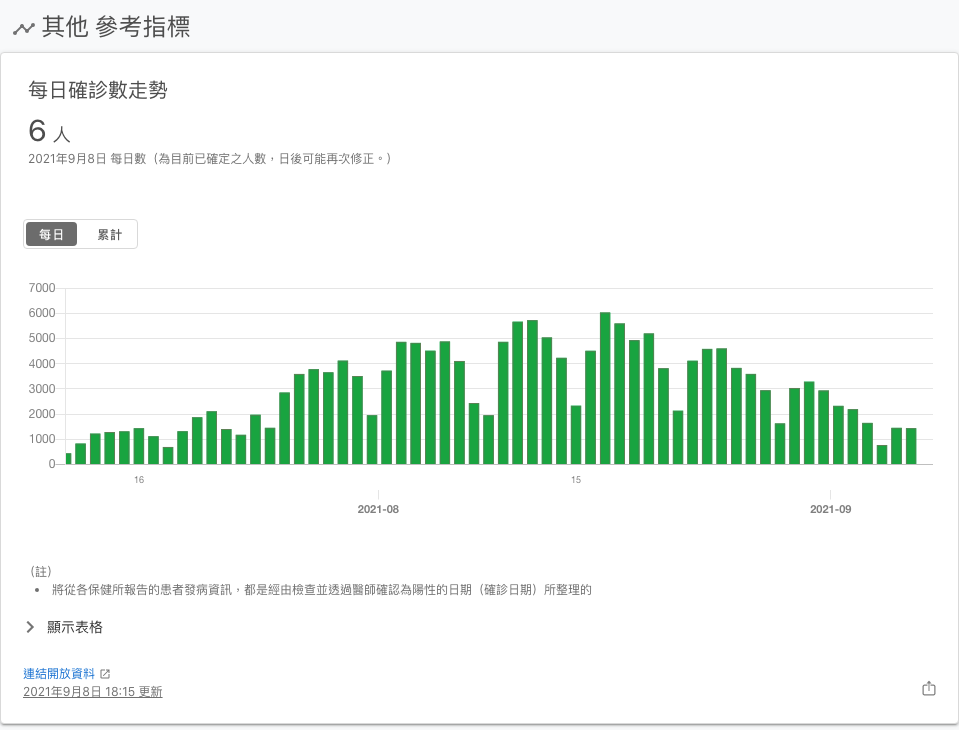 其他 參考指標
每日確診數走勢
6 人
2021年9月8日 每日數（為目前已確定之人數，日後可能再次修正。）
每日 累計
7000
6000
5000
4000
3000
2000
1000
0
16 15
2021-08 2021-09
（註）
• 將從各保健所報告的患者發病資訊，都是經由檢查並透過醫師確認為陽性的日期（確診日期）所整理的
顯示表格
連結開放資料
2021年9月8日 18:15 更新